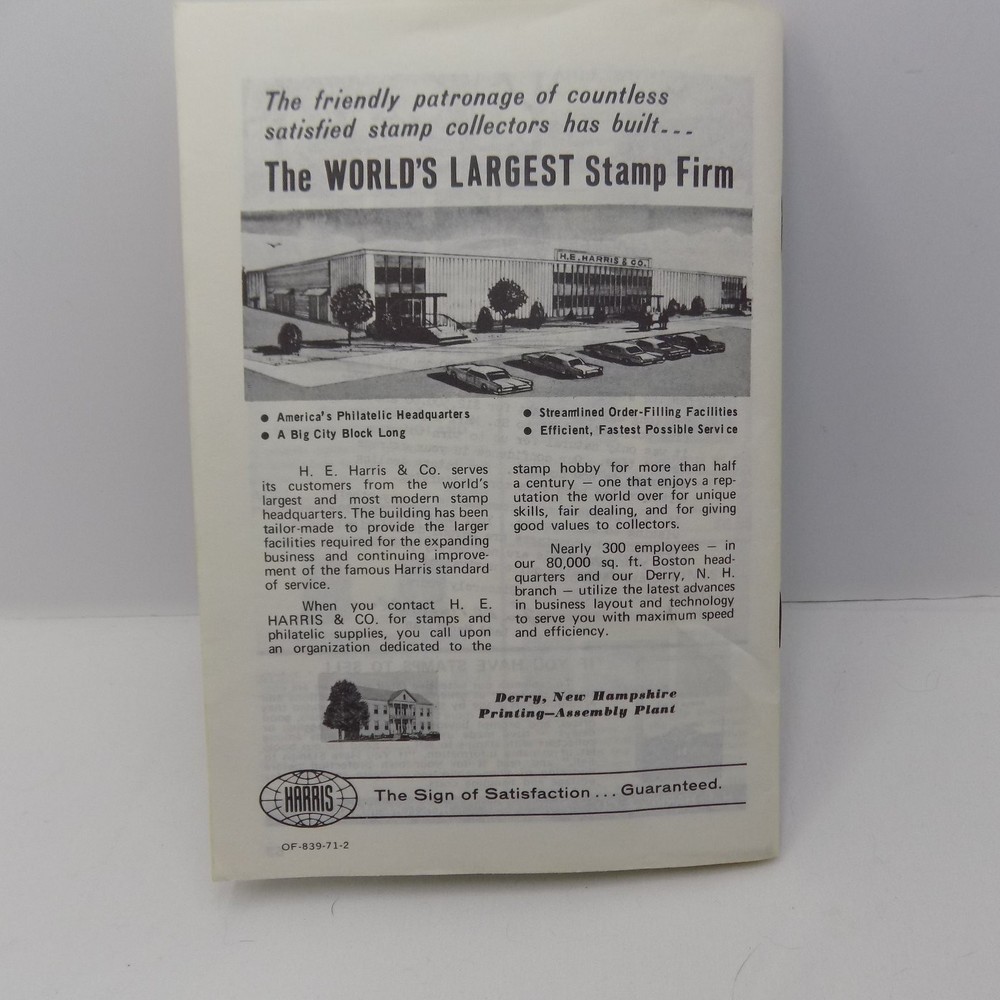 The friendly patronage of countless
satisfied stamp collectors has built...
The WORLD'S LARGEST Stamp Firm
H.E. HARRIS & CO.
● America's Philatelic Headquarters
● A Big City Block Long
● Streamlined Order-Filling Facilities
● Efficient, Fastest Possible Service
H. E. Harris & Co. serves
its customers from the world's
largest and most modern stamp
headquarters. The building has been
tailor-made to provide the larger
facilities required for the expanding
business and continuing improve-
ment of the famous Harris standard
of service.
When you contact H. E.
HARRIS & CO. for stamps and
philatelic supplies, you call upon
an organization dedicated to the
stamp hobby for more than half
a century — one that enjoys a rep-
utation the world over for unique
skills, fair dealing, and for giving
good values to collectors.
Nearly 300 employees — in
our 80,000 sq. ft. Boston head-
quarters and our Derry, N. H.
branch — utilize the latest advances
in business layout and technology
to serve you with maximum speed
and efficiency.
Derry, New Hampshire
Printing—Assembly Plant
HARRIS
The Sign of Satisfaction ... Guaranteed.
OF-839-71-2